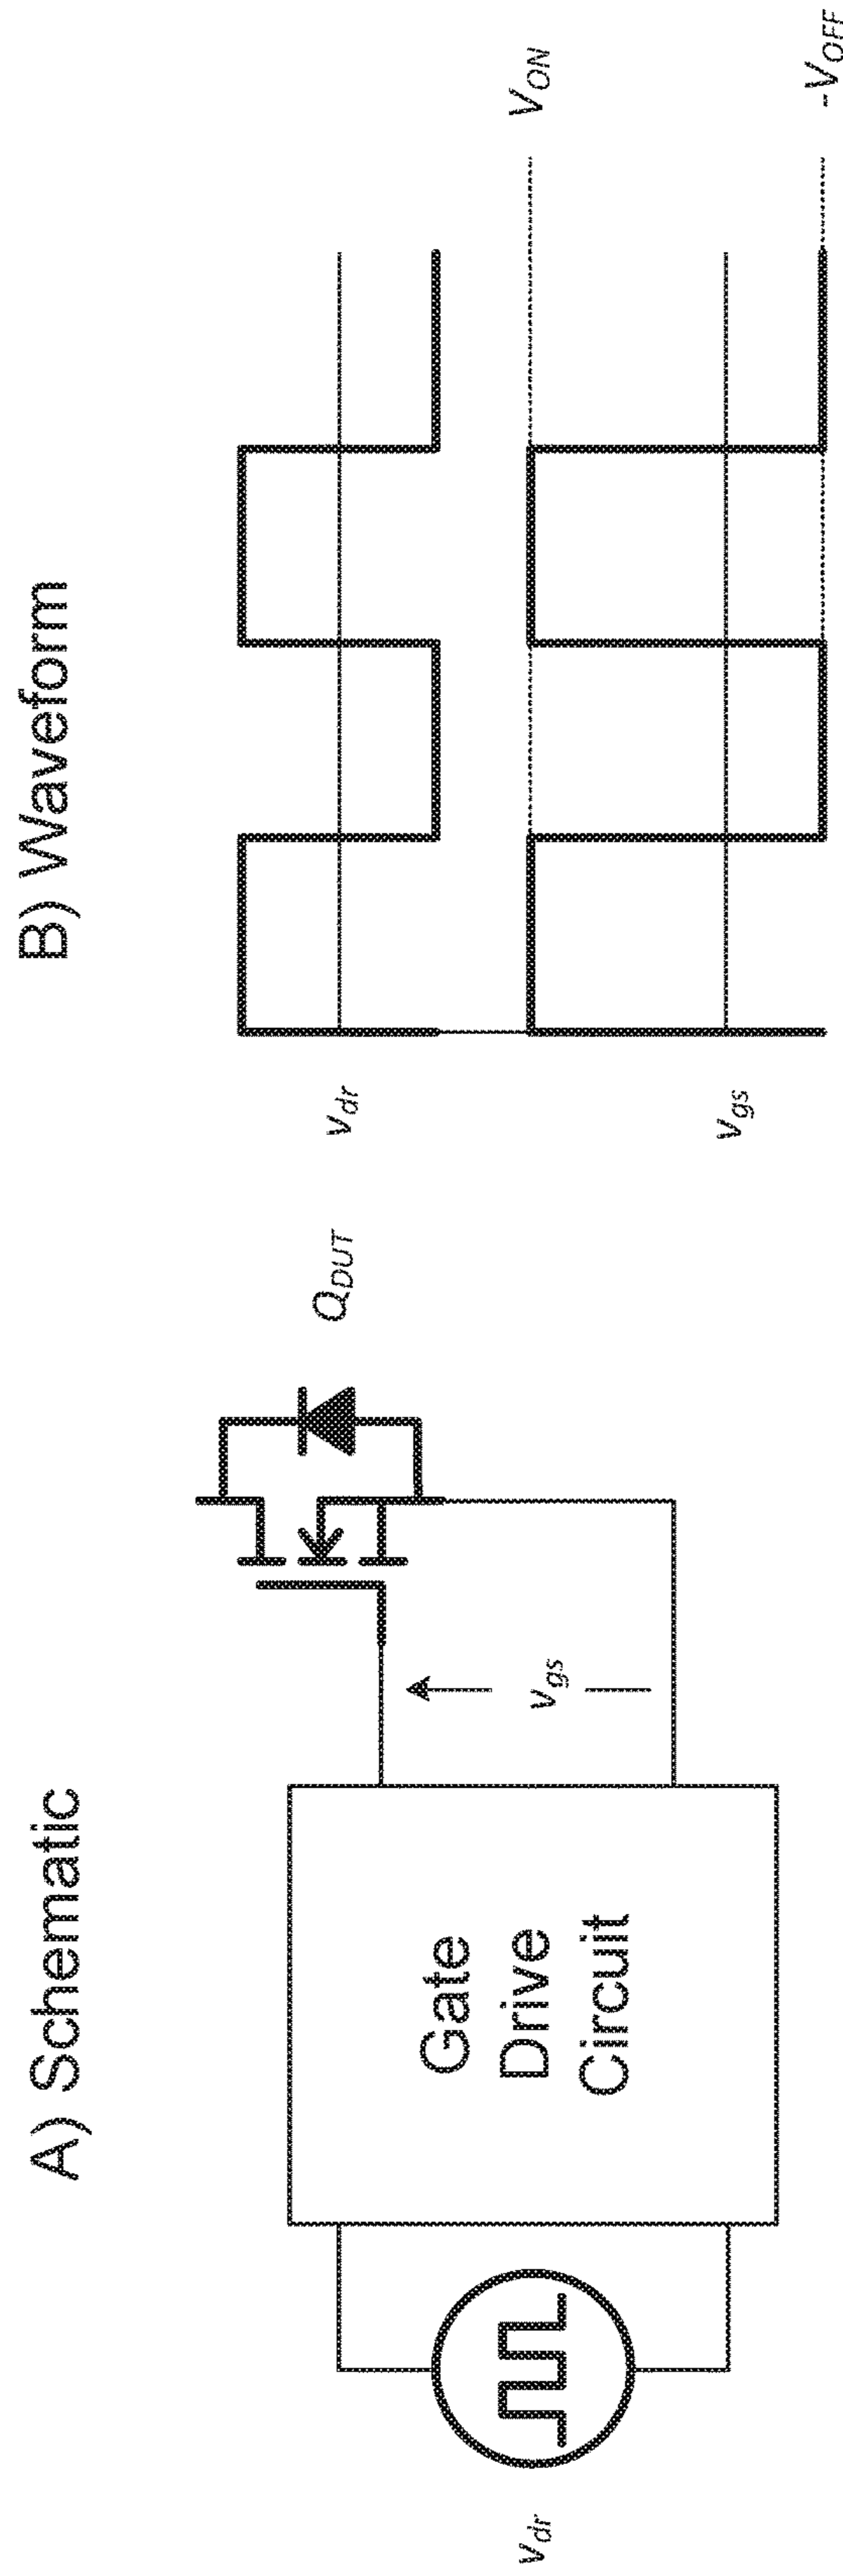 A) Schematic
v_dr
Gate
Drive
Circuit
v_gs
Q_DUT
B) Waveform
v_dr
v_gs
V_ON
-V_OFF